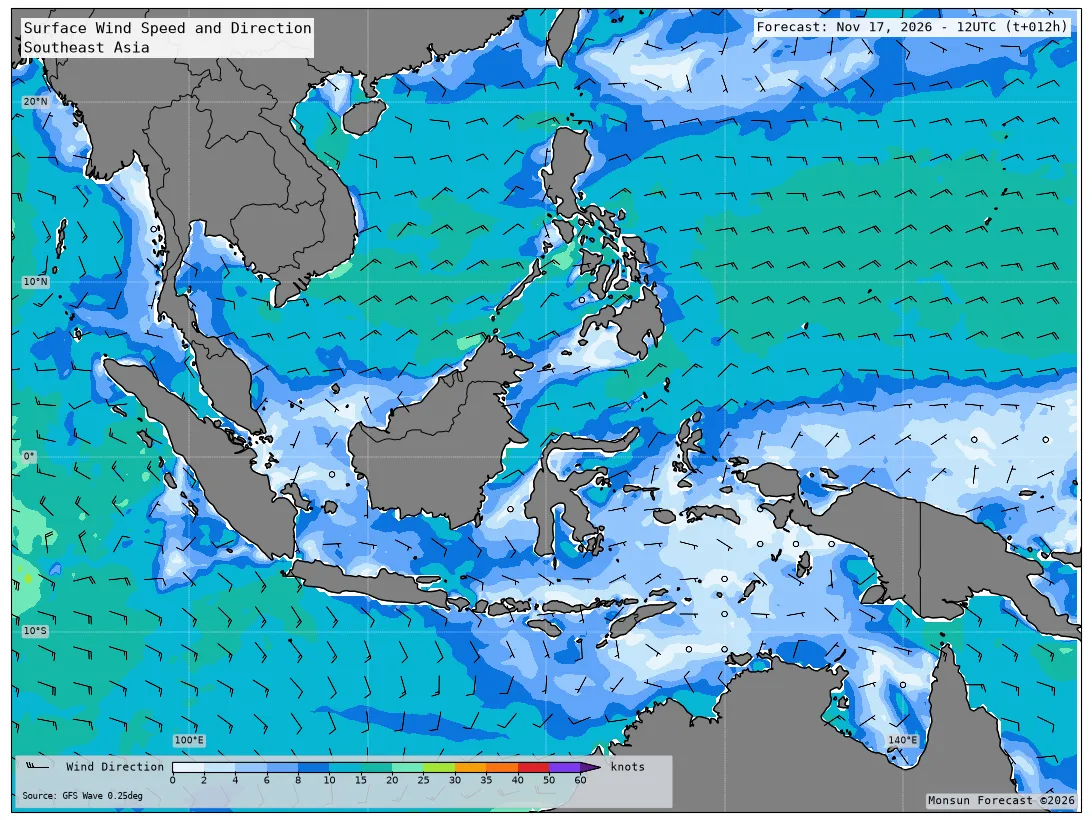 Surface Wind Speed and Direction
Southeast Asia
Forecast: Nov 17, 2026 - 12UTC (t+012h)
20°N
10°N
0°
10°S
100°E
140°E
Wind Direction
0 2 4 6 8 10 15 20 25 30 35 40 50 60
knots
Source: GFS Wave 0.25deg
Monsun Forecast ©2026